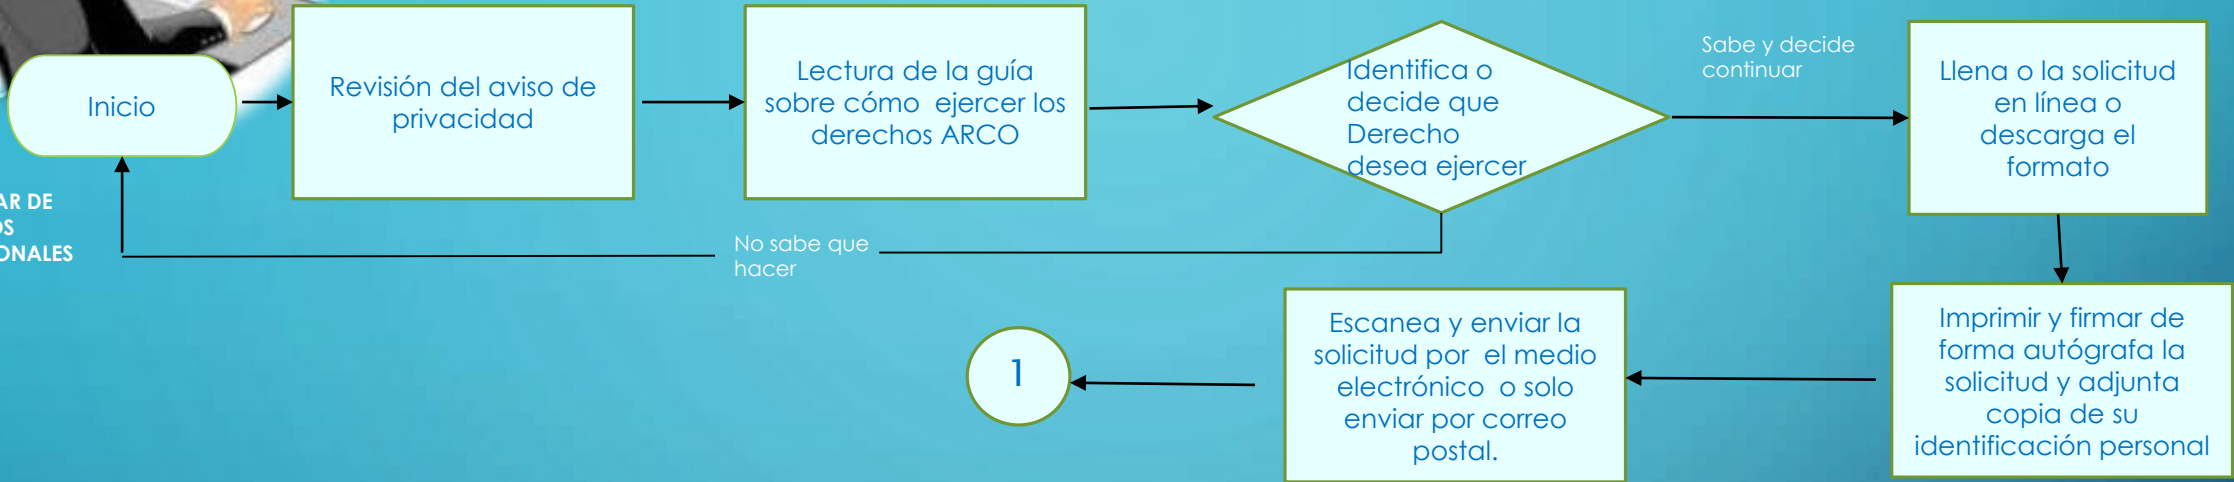 Inicio
Revisión del aviso de
privacidad
Lectura de la guía
sobre cómo ejercer los
derechos ARCO
Identifica o
decide que
Derecho
desea ejercer
Sabe y decide
continuar
Llena o la solicitud
en línea o
descarga el
formato
AR DE
OS
ONALES
No sabe que
hacer
Imprimir y firmar de
forma autógrafa la
solicitud y adjunta
copia de su
identificación personal
Escanea y enviar la
solicitud por el medio
electrónico o solo
enviar por correo
postal.
1